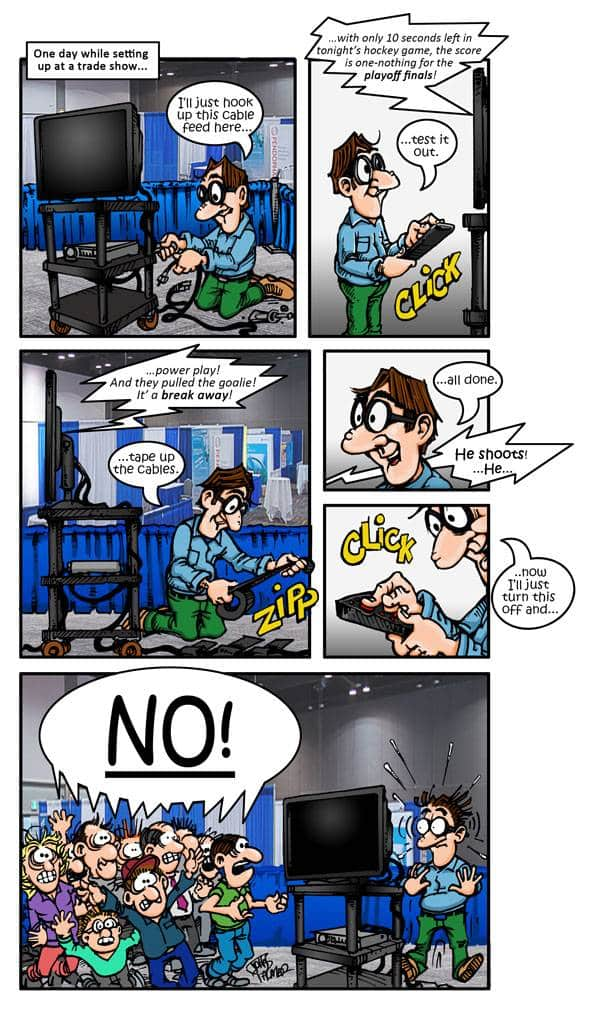 One day while setting
up at a trade show...
I'll just hook
up this cable
feed here...
...with only 10 seconds left in
tonight's hockey game, the score
is one-nothing for the
playoff finals!
...test it
out.
CLICK
...power play!
And they pulled the goalie!
It' a break away!
...tape up
the cables.
ZIPP
...all done.
He shoots!
...He...
CLICK
..now
I'll just
turn this
off and...
NO!